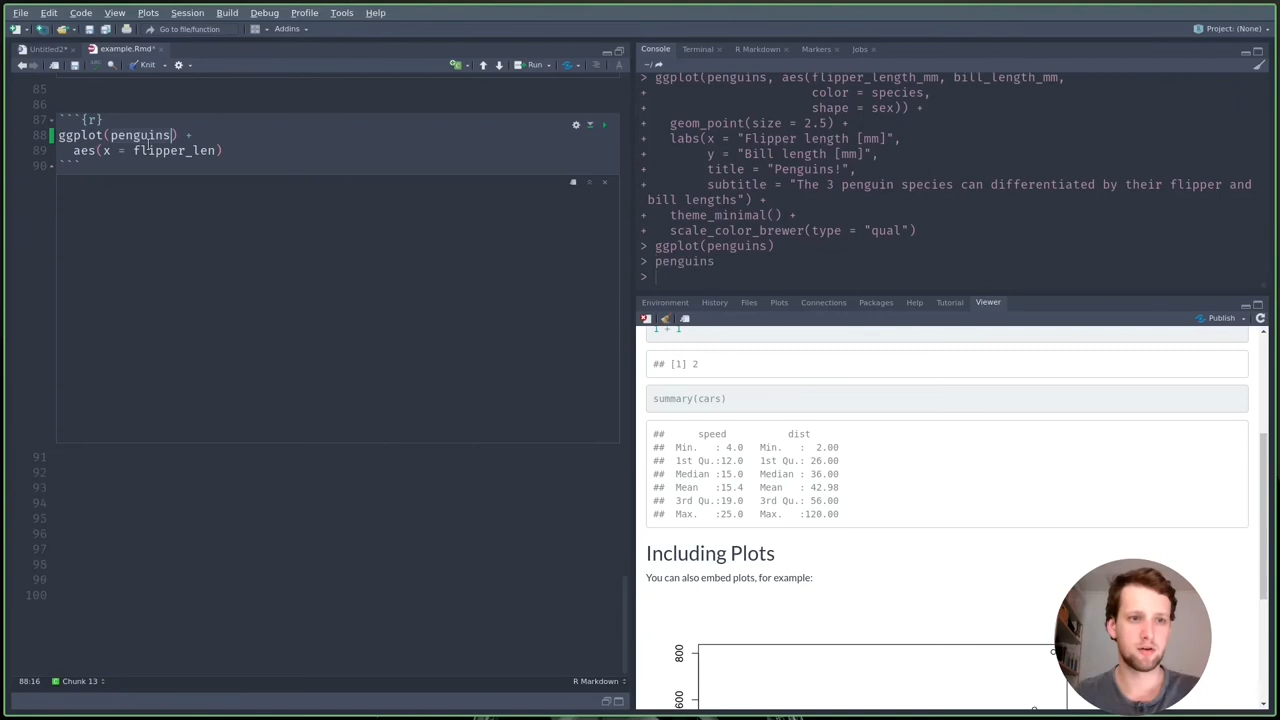 File Edit Code View Plots Session Build Debug Profile Tools Help
Go to file/function
Addins
Project: (None)
Untitled2*
example.Rmd*
Knit
Run
85
86
87 ```{r}
88 ggplot(penguins) +
89 aes(x = flipper_len)
90 ```
91
92
93
94
95
96
97
98
99
100
88:16 Chunk 13 R Markdown
Console Terminal R Markdown Markers Jobs
~/
> ggplot(penguins, aes(flipper_length_mm, bill_length_mm,
+ color = species,
+ shape = sex)) +
+ geom_point(size = 2.5) +
+ labs(x = "Flipper length [mm]",
+ y = "Bill length [mm]",
+ title = "Penguins!",
+ subtitle = "The 3 penguin species can differentiated by their flipper and
bill lengths") +
+ theme_minimal() +
+ scale_color_brewer(type = "qual")
> ggplot(penguins)
> penguins
>
Environment History Files Plots Connections Packages Help Tutorial Viewer
Publish
1 + 1
## [1] 2
summary(cars)
## speed dist
## Min. : 4.0 Min. : 2.00
## 1st Qu.:12.0 1st Qu.: 26.00
## Median :15.0 Median : 36.00
## Mean :15.4 Mean : 42.98
## 3rd Qu.:19.0 3rd Qu.: 56.00
## Max. :25.0 Max. :120.00
Including Plots
You can also embed plots, for example:
800
600